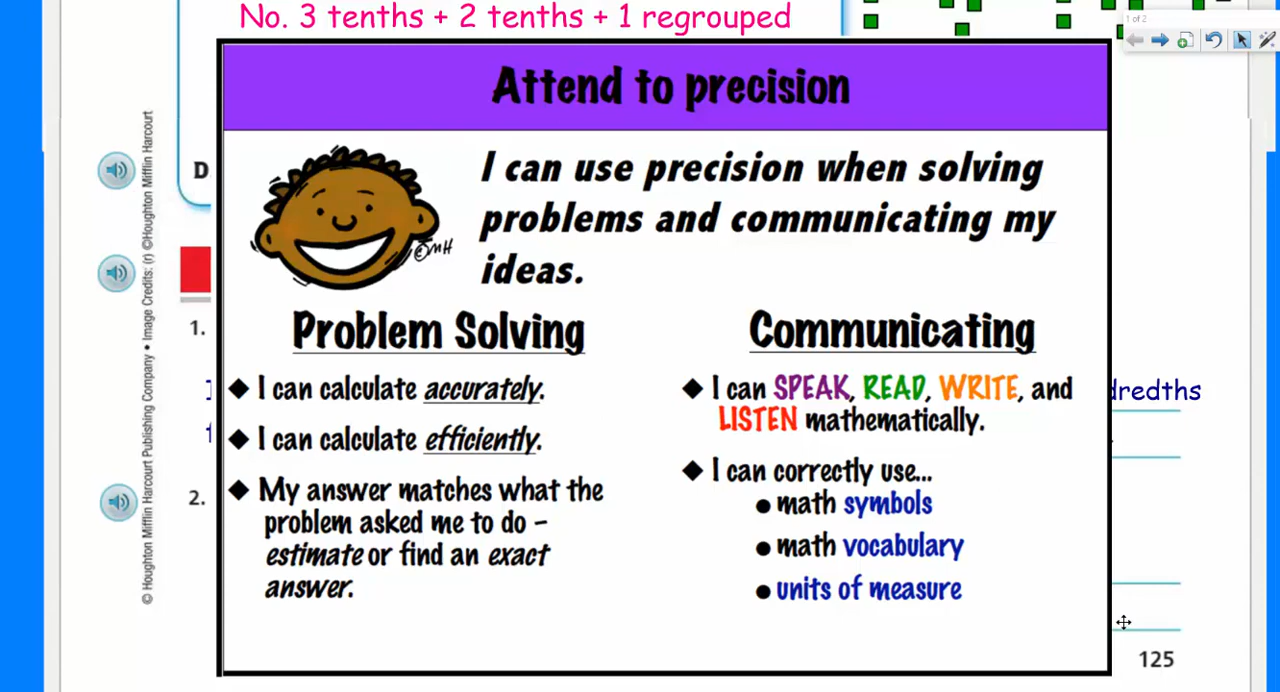 No. 3 tenths + 2 tenths + 1 regrouped
1 of 2
Attend to precision
I can use precision when solving
problems and communicating my
ideas.
©MH
D
© Houghton Mifflin Harcourt Publishing Company • Image Credits: (r) ©Houghton Mifflin Harcourt
Problem Solving
◆ I can calculate accurately.
◆ I can calculate efficiently.
◆ My answer matches what the
problem asked me to do –
estimate or find an exact
answer.
Communicating
◆ I can SPEAK, READ, WRITE, and
LISTEN mathematically.
◆ I can correctly use...
● math symbols
● math vocabulary
● units of measure
1.
dredths
2.
125